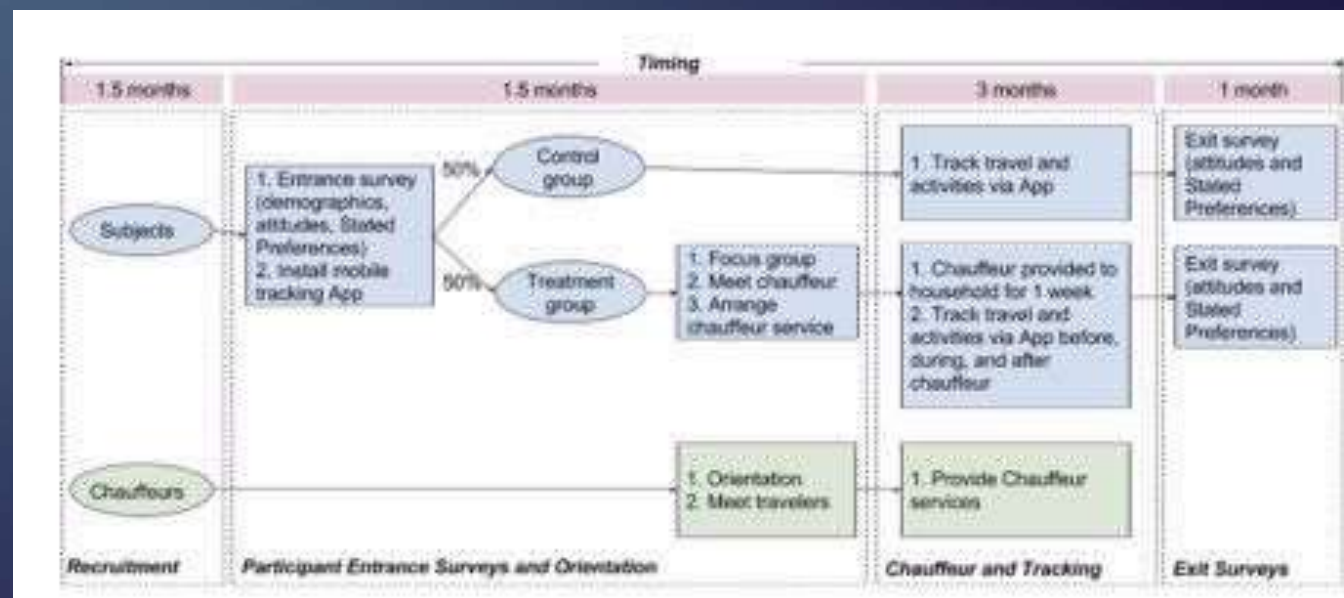 Timing
1.5 months
1.5 months
3 months
1 month
Subjects
1. Entrance survey
(demographics,
attitudes, Stated
Preferences)
2. Install mobile
tracking App
50%
50%
Control
group
Treatment
group
1. Focus group
2. Meet chauffeur
3. Arrange
chauffeur service
1. Track travel and
activities via App
1. Chauffeur provided to
household for 1 week
2. Track travel and
activities via App before,
during, and after
chauffeur
Exit survey
(attitudes and
Stated
Preferences)
Exit survey
(attitudes and
Stated
Preferences)
Chauffeurs
1. Orientation
2. Meet travelers
1. Provide Chauffeur
services
Recruitment
Participant Entrance Surveys and Orientation
Chauffeur and Tracking
Exit Surveys